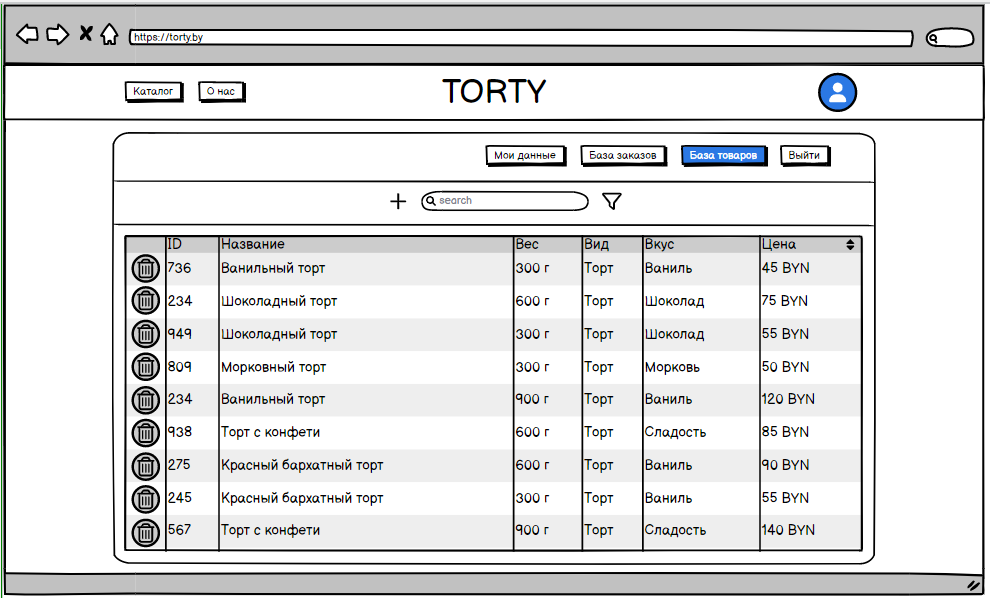 https://torty.by
Каталог О нас TORTY
Мои данные База заказов База товаров Выйти
search
ID Название Вес Вид Вкус Цена
736 Ванильный торт 300 г Торт Ваниль 45 BYN
234 Шоколадный торт 600 г Торт Шоколад 75 BYN
949 Шоколадный торт 300 г Торт Шоколад 55 BYN
809 Морковный торт 300 г Торт Морковь 50 BYN
234 Ванильный торт 900 г Торт Ваниль 120 BYN
938 Торт с конфети 600 г Торт Сладость 85 BYN
275 Красный бархатный торт 600 г Торт Ваниль 90 BYN
245 Красный бархатный торт 300 г Торт Ваниль 55 BYN
567 Торт с конфети 900 г Торт Сладость 140 BYN